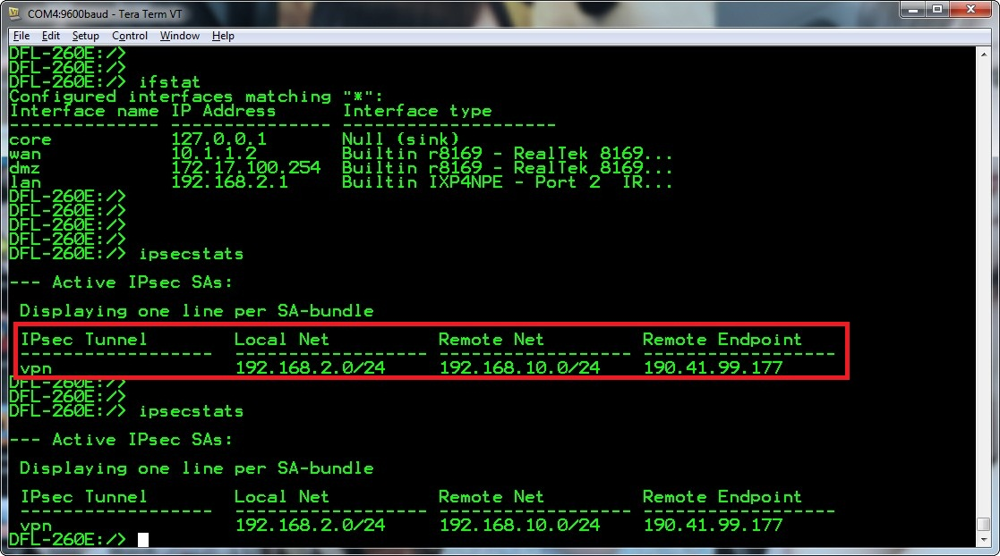 COM4:9600baud - Tera Term VT
File Edit Setup Control Window Help
DFL-260E:/>
DFL-260E:/>
DFL-260E:/> ifstat
Configured interfaces matching "*":
Interface name IP Address Interface type
-------------- --------------- --------------------
core 127.0.0.1 Null (sink)
wan 10.1.1.2 Builtin r8169 - RealTek 8169...
dmz 172.17.100.254 Builtin r8169 - RealTek 8169...
lan 192.168.2.1 Builtin IXP4NPE - Port 2 IR...
DFL-260E:/>
DFL-260E:/>
DFL-260E:/>
DFL-260E:/>
DFL-260E:/> ipsecstats
--- Active IPsec SAs:
Displaying one line per SA-bundle
IPsec Tunnel Local Net Remote Net Remote Endpoint
------------------ ------------------ ------------------ ------------------
vpn 192.168.2.0/24 192.168.10.0/24 190.41.99.177
DFL-260E:/>
DFL-260E:/>
DFL-260E:/> ipsecstats
--- Active IPsec SAs:
Displaying one line per SA-bundle
IPsec Tunnel Local Net Remote Net Remote Endpoint
------------------ ------------------ ------------------ ------------------
vpn 192.168.2.0/24 192.168.10.0/24 190.41.99.177
DFL-260E:/>